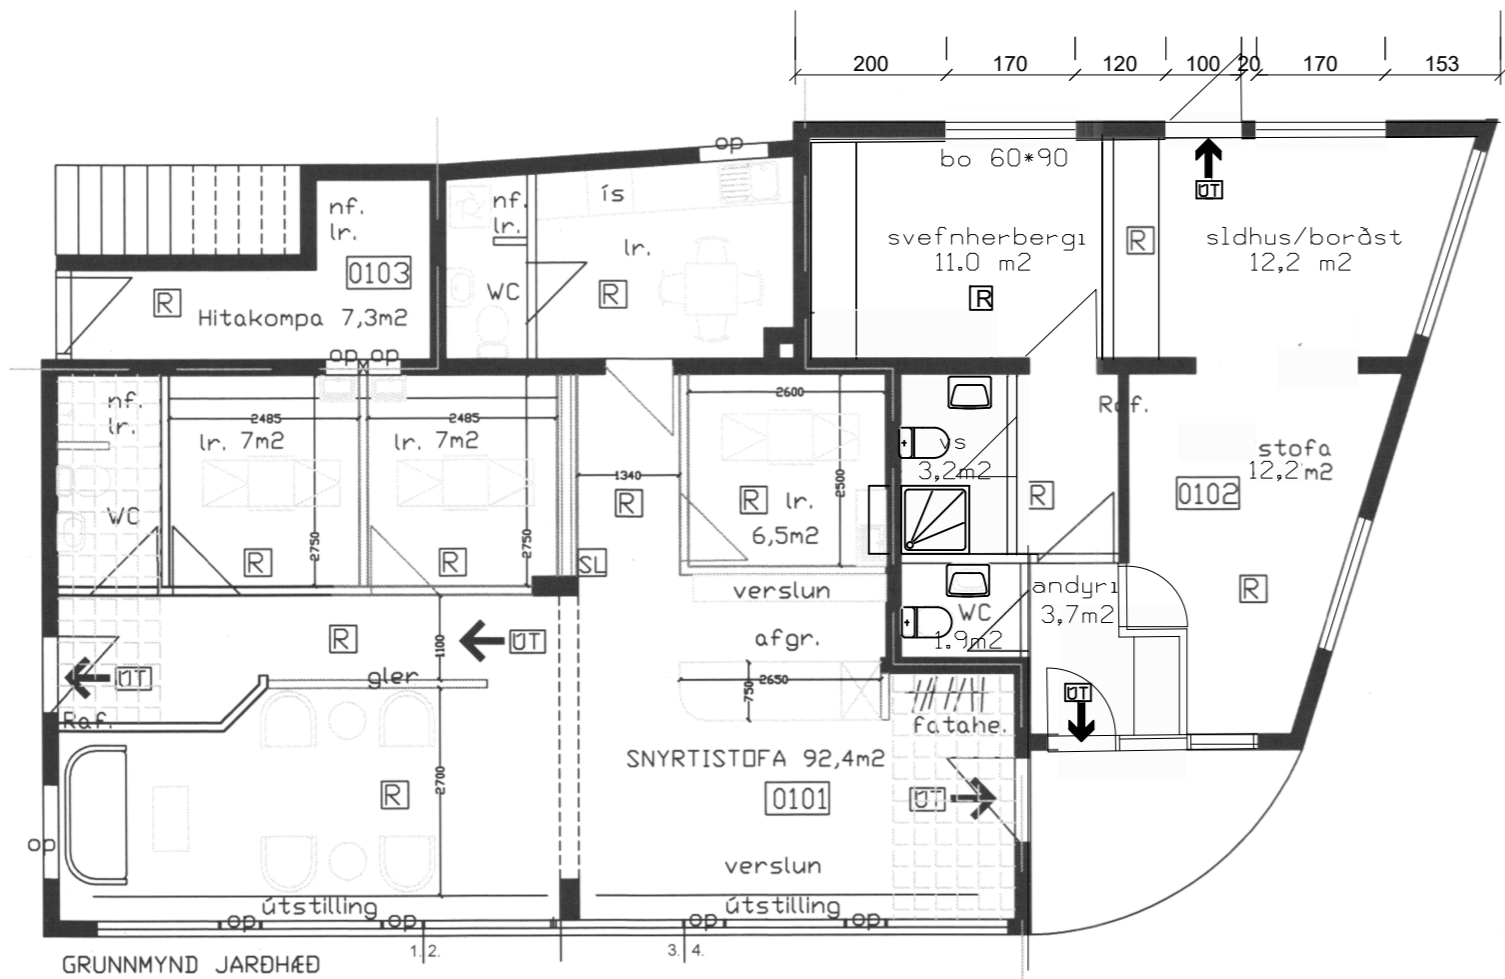 200 170 120 100 20 170 153
op
bo 60*90
ÚT
nf.
lr.
nf.
lr.
ís
lr.
svefnherbergi
11.0 m2
R
sldhus/borðst
12,2 m2
0103
R
Hitakompa 7,3m2
WC
R
R
op op
nf.
lr.
2485
lr. 7m2
2485
lr. 7m2
2600
Raf.
vs
3,2m2
stofa
12,2 m2
1340
R
R
lr.
6,5m2
2500
R
0102
WC
R
2750
R
2750
SL
verslun
andyri
3,7m2
R
WC
1.9m2
R
1100
ÚT
afgr.
ÚT
gler
2650
750
ÚT
Raf.
fatahe.
SNYRTISTOFA 92,4m2
2700
R
0101
ÚT
op
verslun
útstilling
útstilling
op op op op
1. 2. 3. 4.
GRUNNMYND JARÐHÆÐ